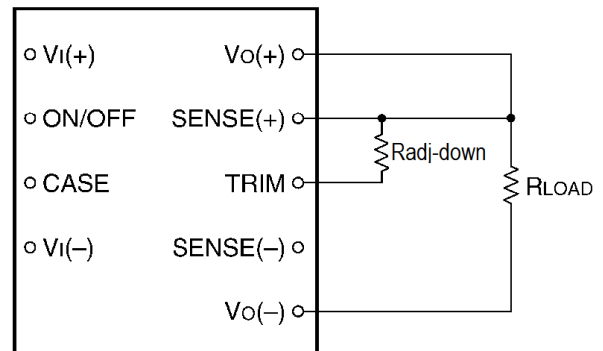 VI(+)
VO(+)
ON/OFF
SENSE(+)
Radj-down
CASE
TRIM
RLOAD
VI(–)
SENSE(–)
VO(–)